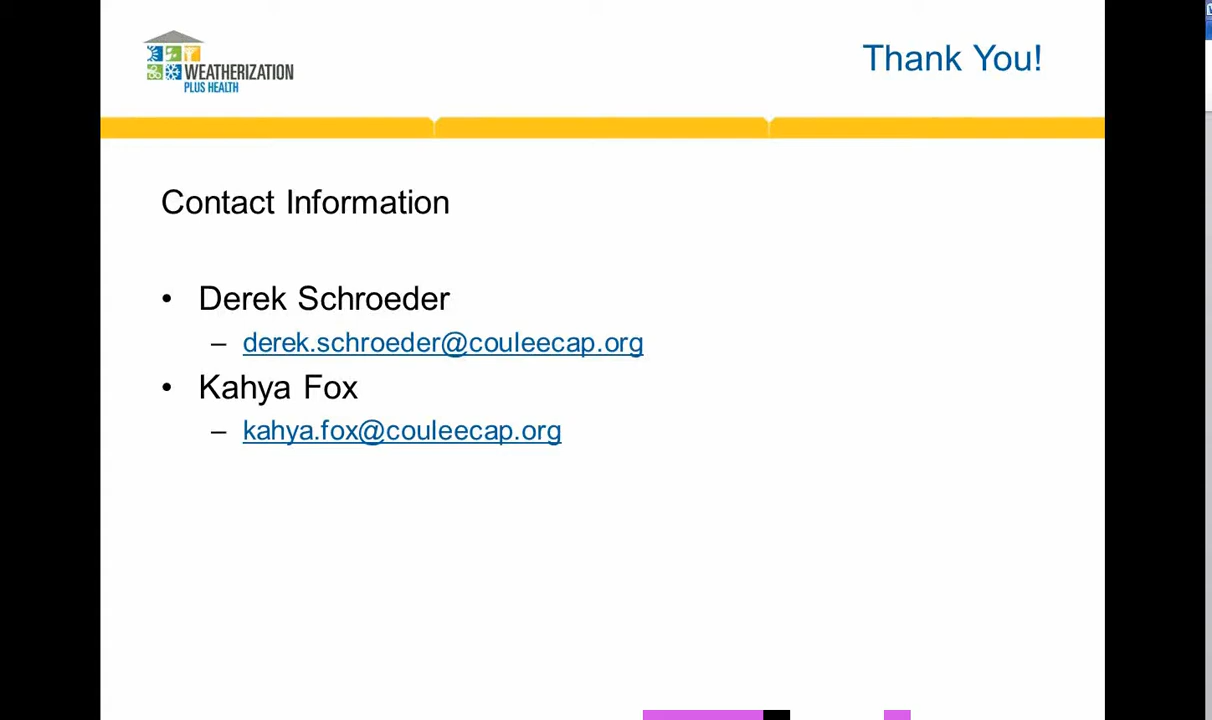 WEATHERIZATION
PLUS HEALTH
Thank You!
Contact Information
• Derek Schroeder
– derek.schroeder@couleecap.org
• Kahya Fox
– kahya.fox@couleecap.org